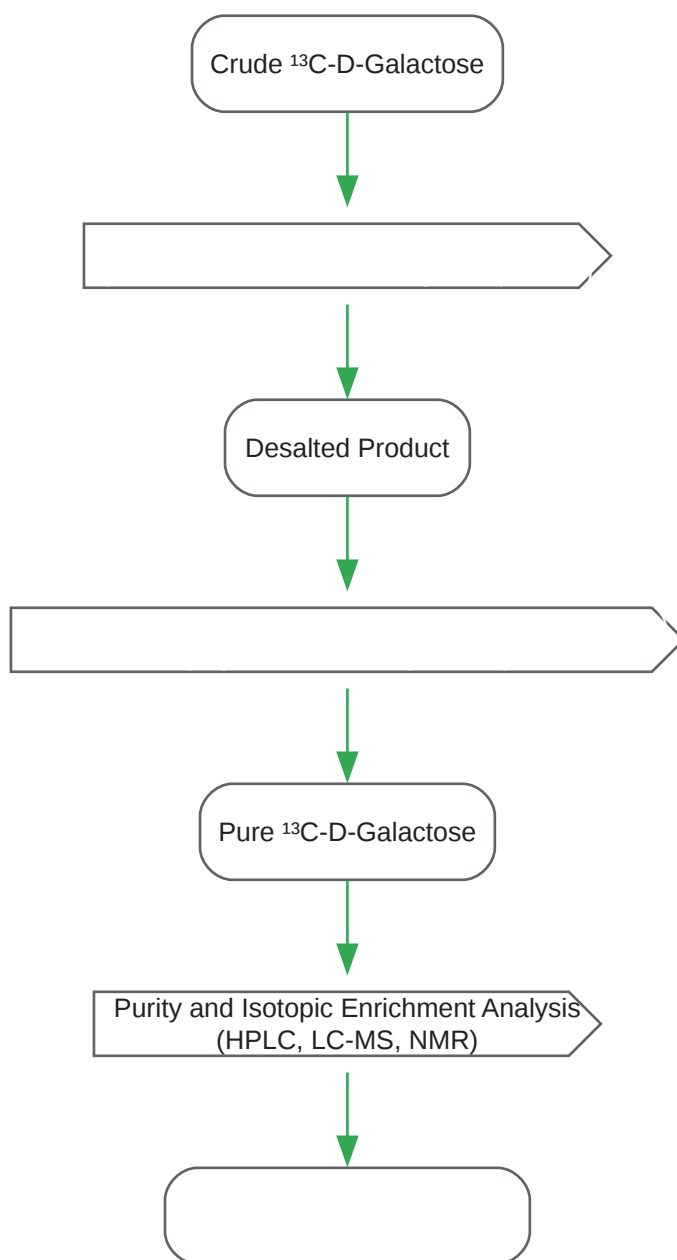 Crude ¹³C-D-Galactose
Desalted Product
Pure ¹³C-D-Galactose
Purity and Isotopic Enrichment Analysis
(HPLC, LC-MS, NMR)